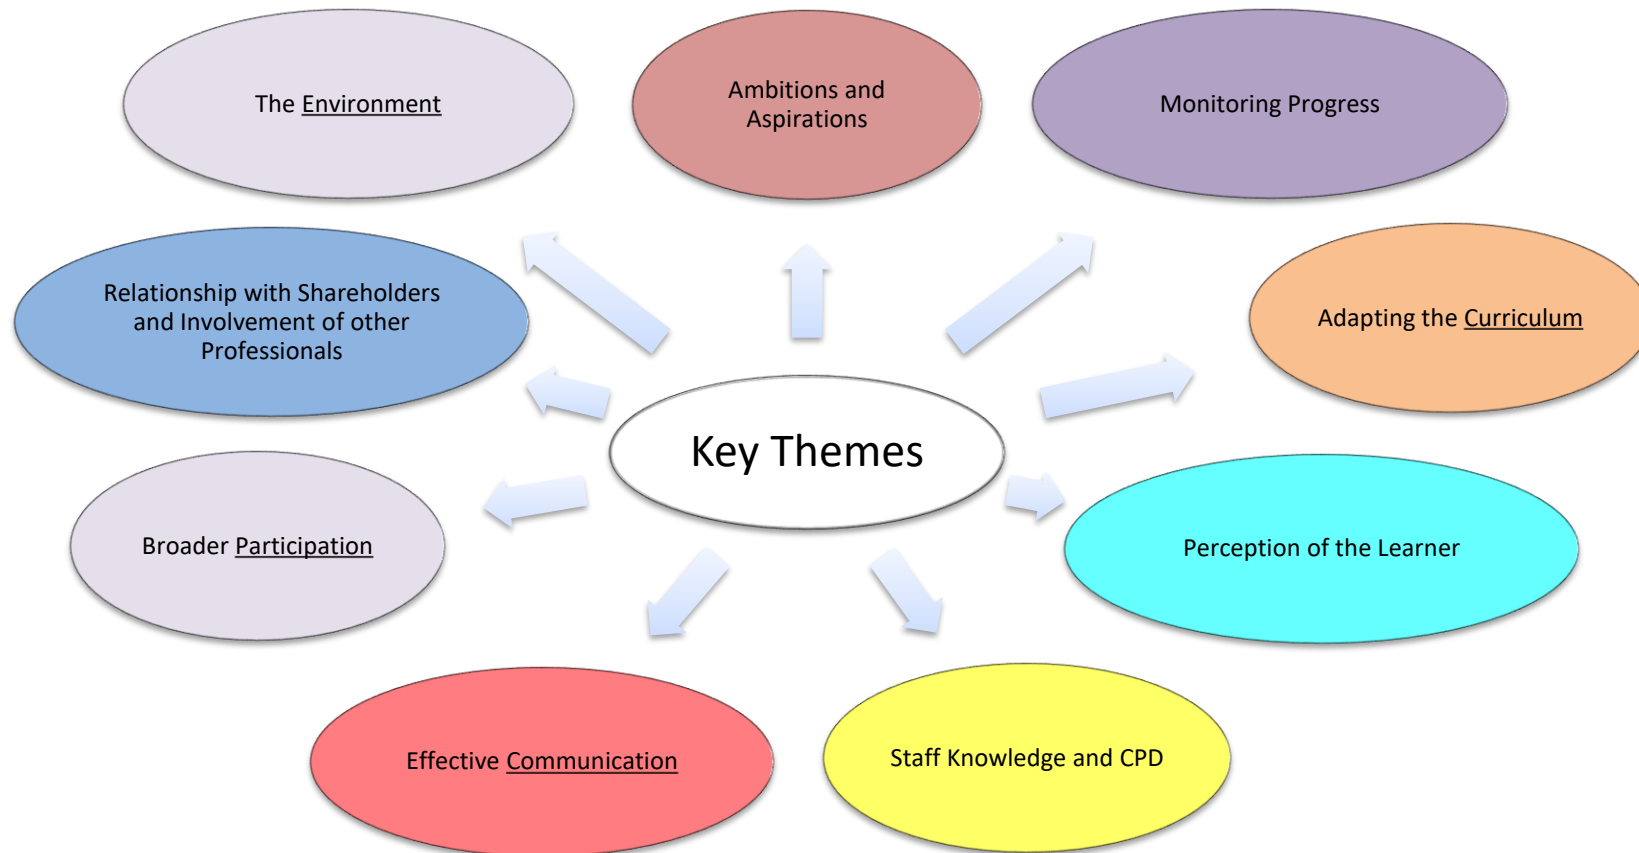 The Environment
Ambitions and
Aspirations
Monitoring Progress
Relationship with Shareholders
and Involvement of other
Professionals
Adapting the Curriculum
Key Themes
Broader Participation
Perception of the Learner
Effective Communication
Staff Knowledge and CPD